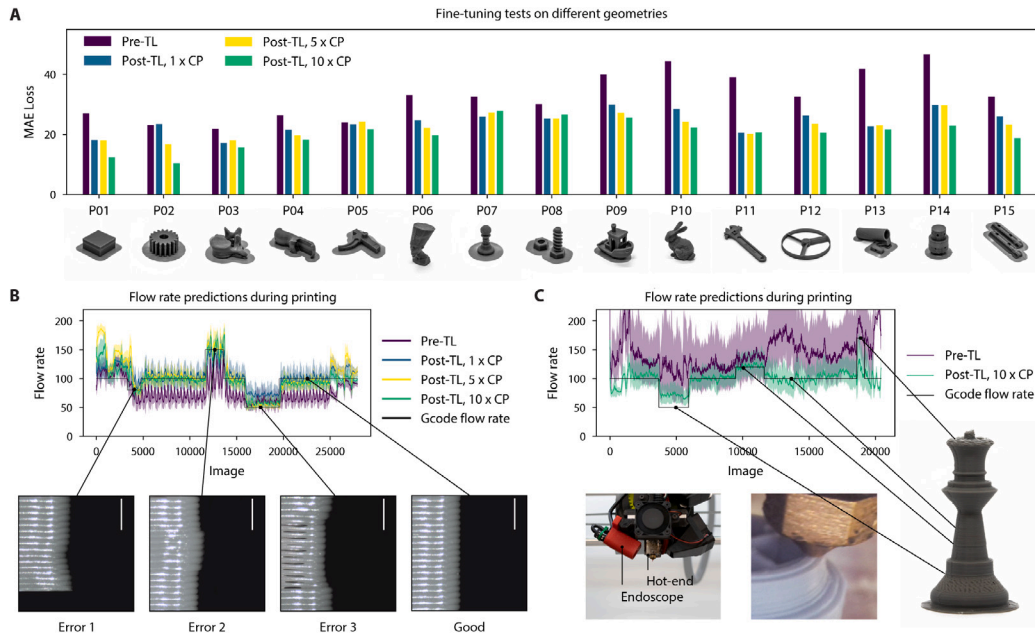 A
Fine-tuning tests on different geometries
Pre-TL
Post-TL, 1 x CP
Post-TL, 5 x CP
Post-TL, 10 x CP
MAE Loss
40
20
0
P01 P02 P03 P04 P05 P06 P07 P08 P09 P10 P11 P12 P13 P14 P15
B
Flow rate predictions during printing
Flow rate
200
150
100
50
0
0 5000 10000 15000 20000 25000
Image
Pre-TL
Post-TL, 1 x CP
Post-TL, 5 x CP
Post-TL, 10 x CP
Gcode flow rate
Error 1 Error 2 Error 3 Good
C
Flow rate predictions during printing
Flow rate
200
150
100
50
0
0 5000 10000 15000 20000
Image
Pre-TL
Post-TL, 10 x CP
Gcode flow rate
Hot-end
Endoscope